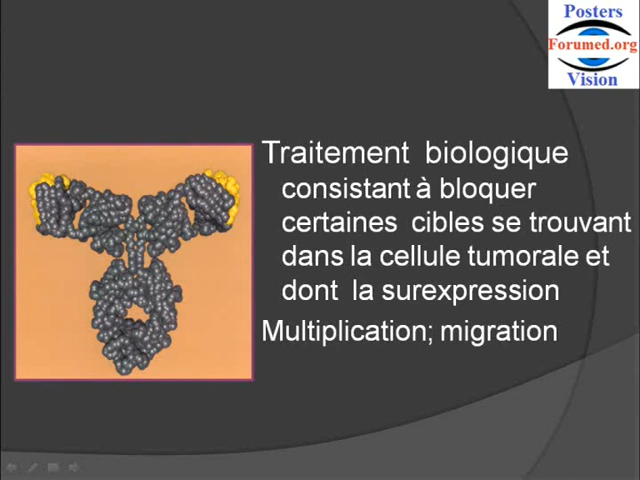 Posters
Forumed.org
Vision
Traitement biologique
consistant à bloquer
certaines cibles se trouvant
dans la cellule tumorale et
dont la surexpression
Multiplication; migration